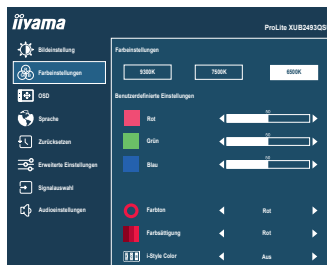 iiyama
ProLite XUB2493QS
Bildeinstellung
Farbeinstellungen
OSD
Sprache
Zurücksetzen
Erweiterte Einstellungen
Signalauswahl
Audioeinstellungen
Farbeinstellungen
9300K 7500K 6500K
Benutzerdefinierte Einstellungen
50
Rot
50
Grün
50
Blau
Farbton Rot
Farbsättigung Rot
i-Style Color Aus